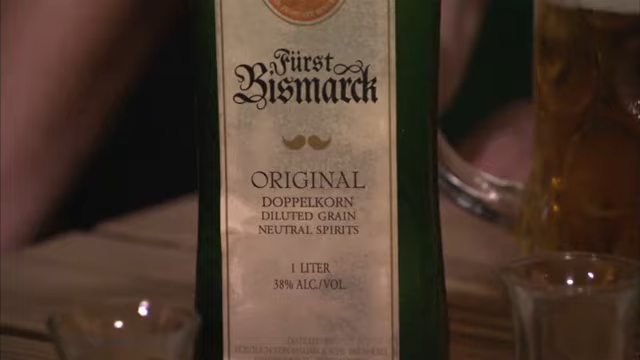 Fürst
Bismarck
ORIGINAL
DOPPELKORN
DILUTED GRAIN
NEUTRAL SPIRITS
1 LITER
38% ALC/VOL.